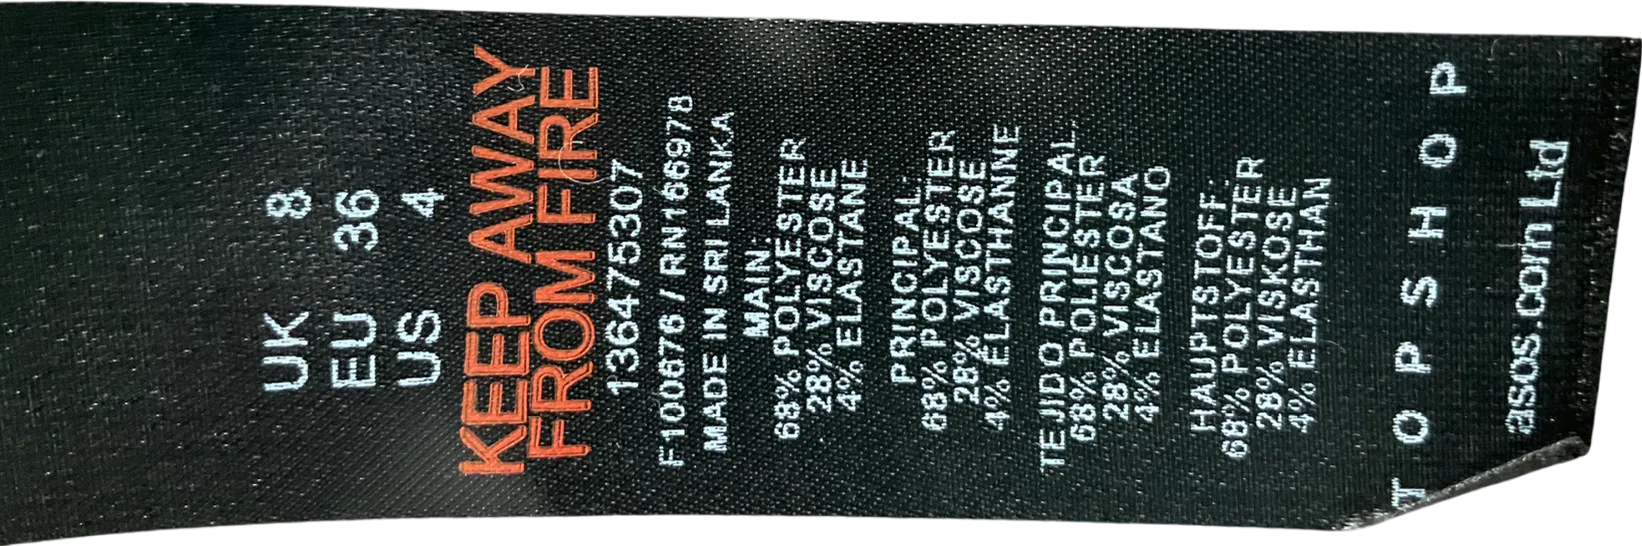 UK 8
EU 36
US 4
KEEP AWAY
FROM FIRE
136475307
F100676 / RN166978
MADE IN SRI LANKA
MAIN:
68% POLYESTER
28% VISCOSE
4% ELASTANE
PRINCIPAL:
68% POLYESTER
28% VISCOSE
4% ELASTHANNE
TEJIDO PRINCIPAL:
68% POLIÉSTER
28% VISCOSA
4% ELASTANO
HAUPTSTOFF:
68% POLYESTER
28% VISKOSE
4% ELASTHAN
TOPSHOP
asos.com Ltd